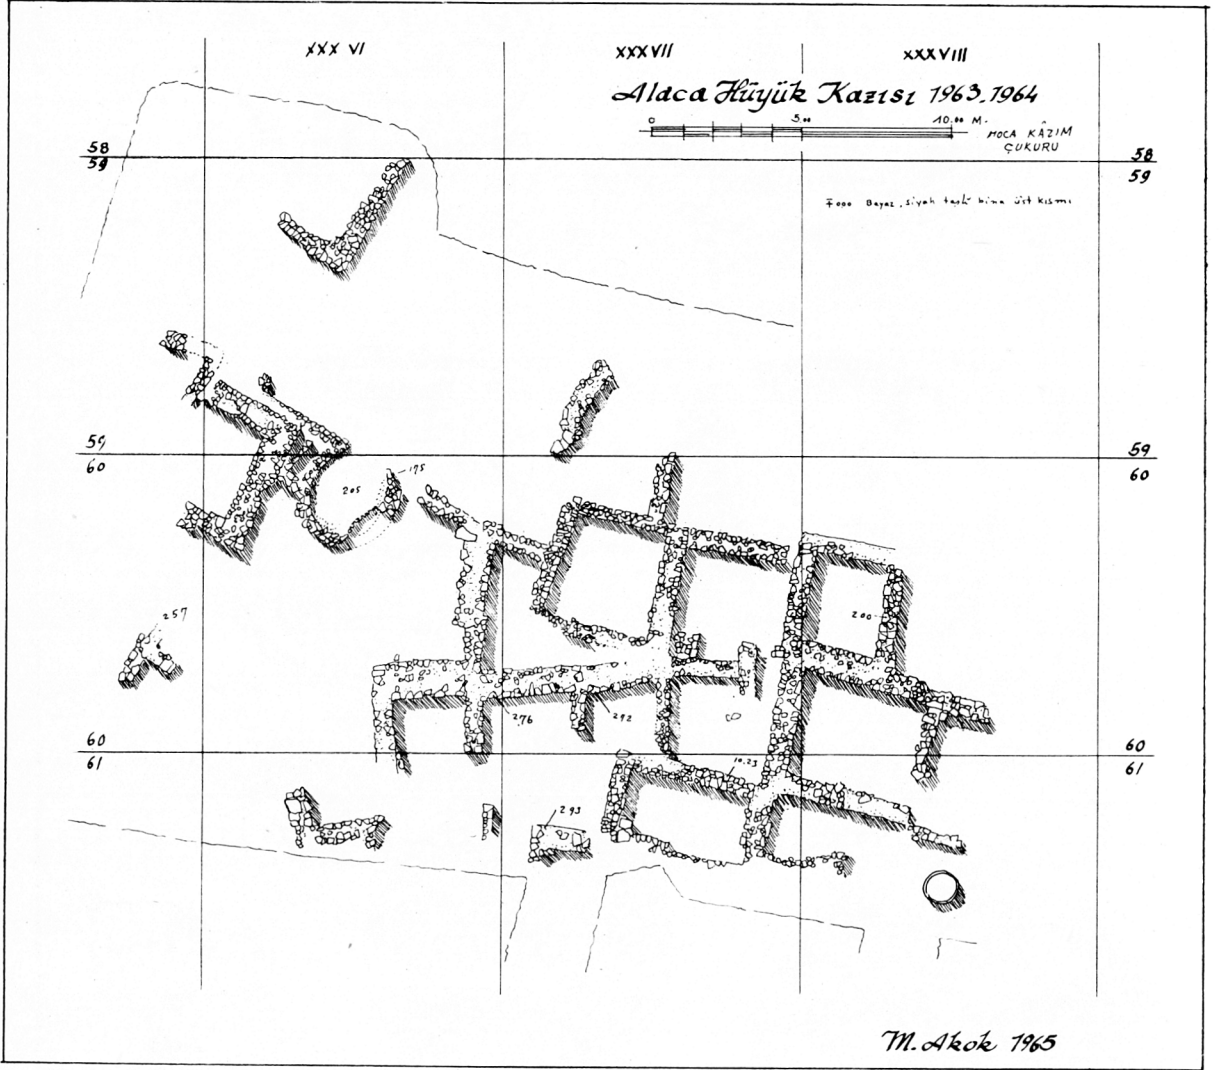 XXXVI XXXVII XXXVIII
Alaca Hüyük Kazısı 1963.1964
0 5.00 10.00 M.
HOCA KÂZIM
ÇUKURU
58 58
59 59
siyah taşlı bina üst kısmı
59 59
60 60
175
205
257
200
276 292
60 60
61 61
10.23
293
M. Akok 1965